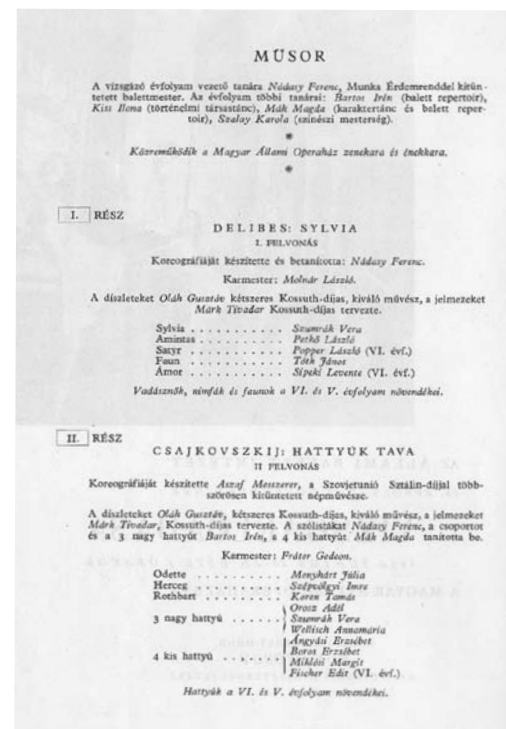 MŰSOR
A vizsgázó évfolyam vezető tanára Nádasy Ferenc, Munka Érdemrenddel kitün-
tetett balettmester. Az évfolyam többi tanárai: Bartos Irén (balett repertoir),
Kiss Ilona (történelmi társastánc), Mák Magda (karaktertánc és balett reper-
toir), Szalay Karola (színészi mesterség).
*
Közreműködik a Magyar Állami Operaház zenekara és énekkara.
*
I. RÉSZ
DELIBES: SYLVIA
I. FELVONÁS
Koreográfiáját készítette és betanította: Nádasy Ferenc.
Karmester: Molnár László.
A díszleteket Oláh Gusztáv kétszeres Kossuth-díjas, kiváló művész, a jelmezeket
Márk Tivadar Kossuth-díjas tervezte.
Sylvia . . . . . . . . . . . Szumrák Vera
Amintas . . . . . . . . . . Pethő László
Satyr . . . . . . . . . . . Popper László (VI. évf.)
Faun . . . . . . . . . . . Tóth János
Ámor . . . . . . . . . . . Sipeki Levente (VI. évf.)
Vadásznők, nimfák és faunok a VI. és V. évfolyam növendékei.
II. RÉSZ
CSAJKOVSZKIJ: HATTYÚK TAVA
II FELVONÁS
Koreográfiáját készítette Aszaf Messzerer, a Szovjetunió Sztálin-díjjal több-
szörösen kitüntetett népművésze.
A díszleteket Oláh Gusztáv, kétszeres Kossuth-díjas, kiváló művész, a jelmezeket
Márk Tivadar, Kossuth-díjas tervezte. A szólistákat Nádasy Ferenc, a csoportot
és a 3 nagy hattyút Bartos Irén, a 4 kis hattyút Mák Magda tanította be.
Karmester: Fráter Gedeon.
Odette . . . . . . . . . . Menyhárt Júlia
Herceg . . . . . . . . . . Szépvölgyi Imre
Rothbart . . . . . . . . . Koren Tamás
Orosz Adél
3 nagy hattyú . . . . . . Szumrák Vera
Wellisch Annamária
Ángyási Erzsébet
Boros Erzsébet
4 kis hattyú . . . . . . . Miklósi Margit
Fischer Edit (VI. évf.)
Hattyúk a VI. és V. évfolyam növendékei.